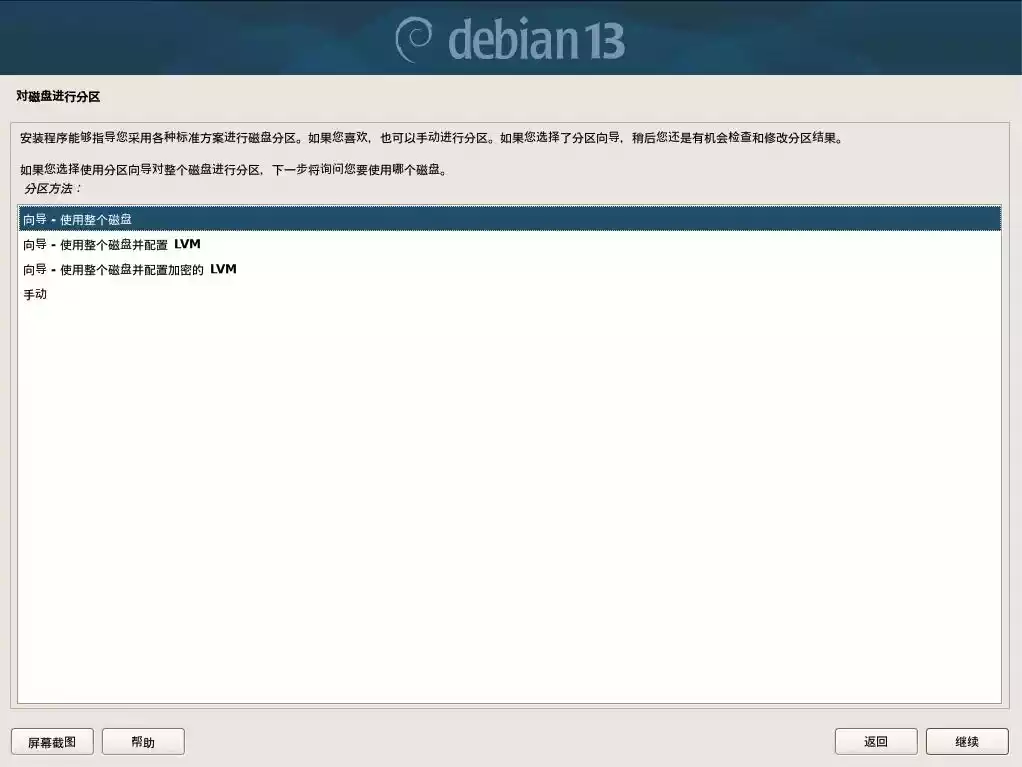 debian 13
对磁盘进行分区
安装程序能够指导您采用各种标准方案进行磁盘分区。如果您喜欢，也可以手动进行分区。如果您选择了分区向导，稍后您还是有机会检查和修改分区结果。
如果您选择使用分区向导对整个磁盘进行分区，下一步将询问您要使用哪个磁盘。
分区方法：
向导 - 使用整个磁盘
向导 - 使用整个磁盘并配置 LVM
向导 - 使用整个磁盘并配置加密的 LVM
手动
屏幕截图 帮助 返回 继续